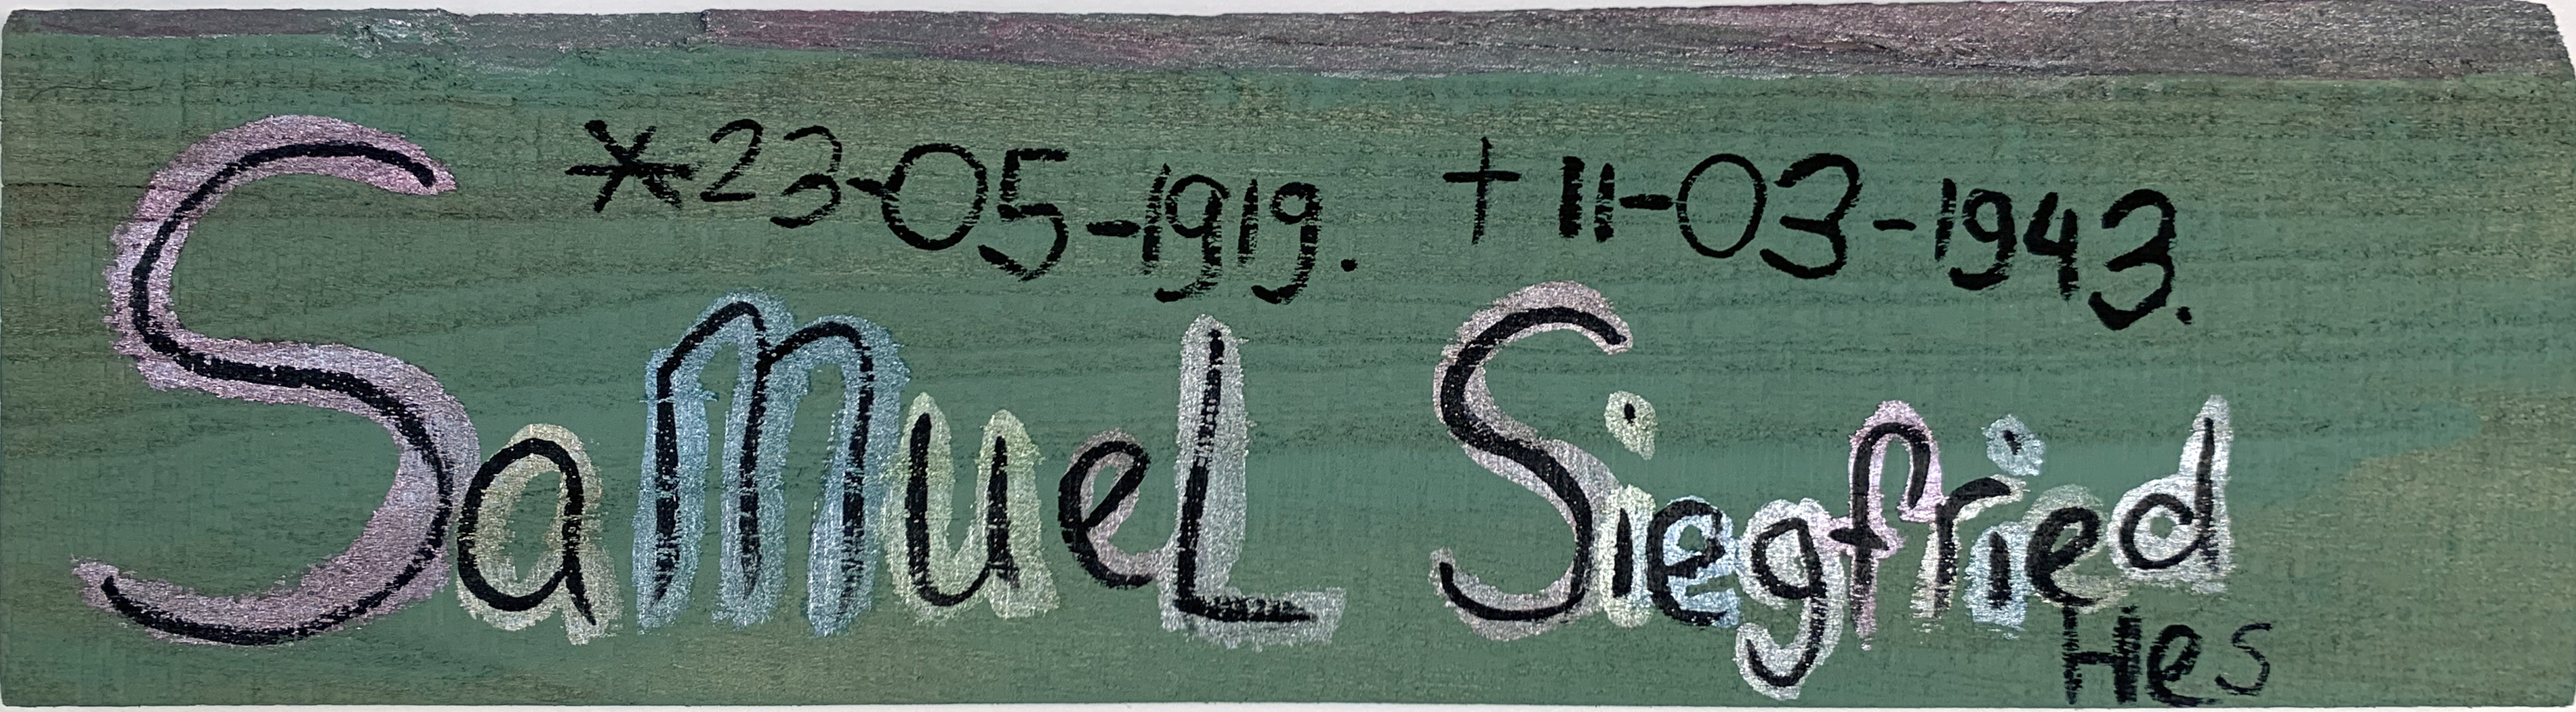 *23-05-1919. †11-03-1943.
SamueL Siegfried
Hes